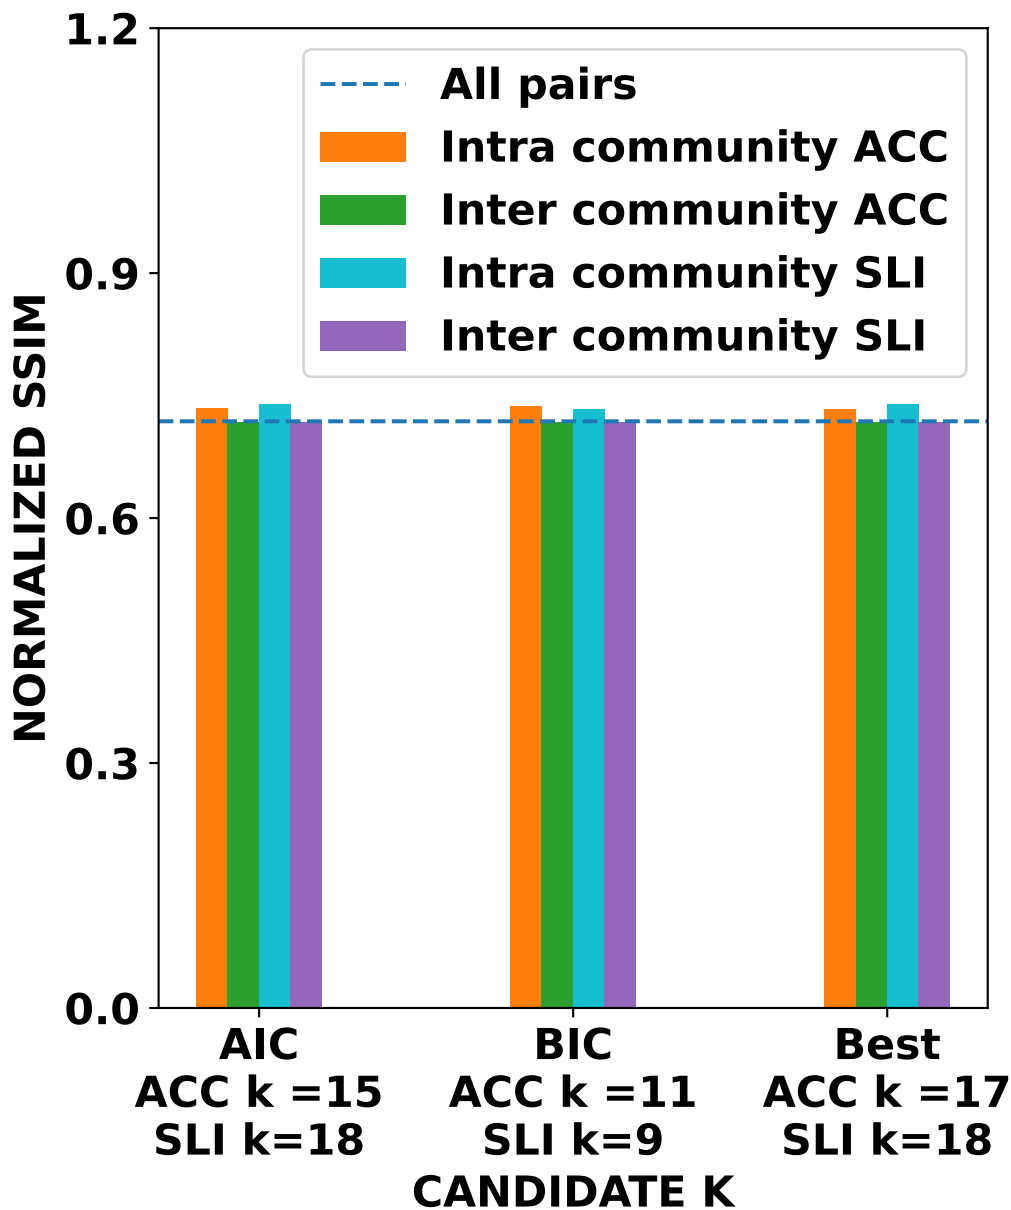 1.2
0.9
0.6
0.3
0.0
NORMALIZED SSIM
All pairs
Intra community ACC
Inter community ACC
Intra community SLI
Inter community SLI
AIC
ACC k =15
SLI k=18
BIC
ACC k =11
SLI k=9
Best
ACC k =17
SLI k=18
CANDIDATE K